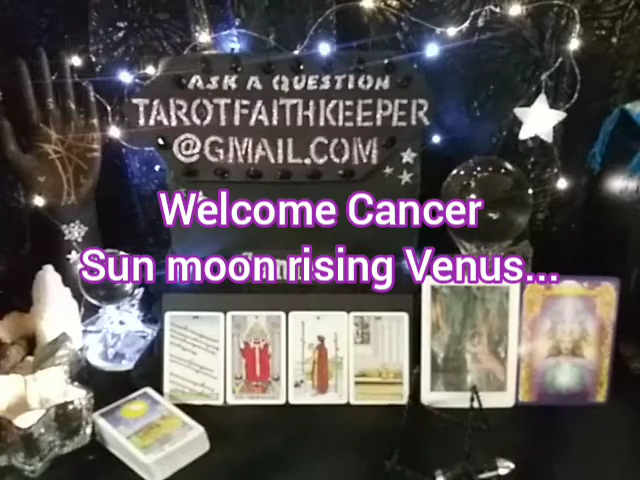 ASK A QUESTION
TAROTFAITHKEEPER
@GMAIL.COM
Welcome Cancer
Sun moon rising Venus...